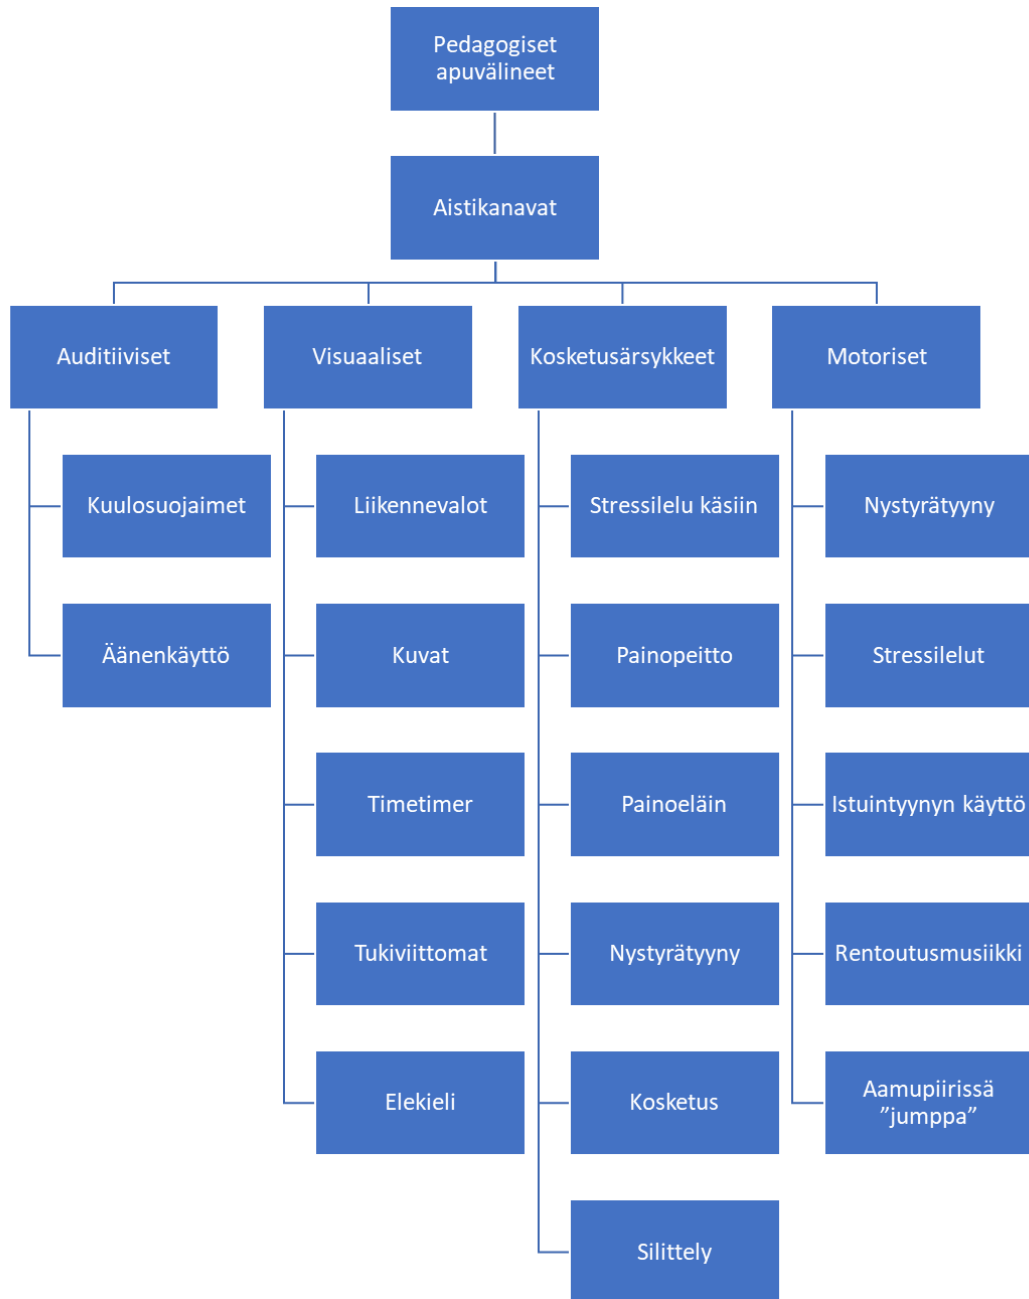 Pedagogiset
apuvälineet
Aistikanavat
Auditiiviset
Visuaaliset
Kosketusärsykkeet
Motoriset
Kuulosuojaimet
Liikennevalot
Stressilelu käsiin
Nystyrätyyny
Äänenkäyttö
Kuvat
Painopeitto
Stressilelut
Timetimer
Painoeläin
Istuintyynyn käyttö
Tukiviittomat
Nystyrätyyny
Rentoutusmusiikki
Elekieli
Kosketus
Aamupiirissä
”jumppa”
Silittely